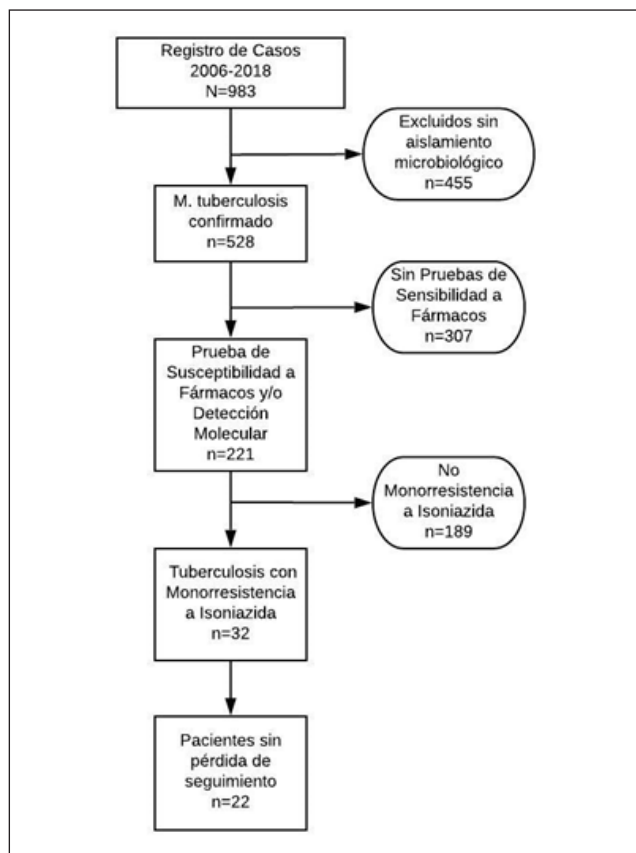 Registro de Casos
2006-2018
N=983
Excluidos sin
aislamiento
microbiológico
n=455
M. tuberculosis
confirmado
n=528
Sin Pruebas de
Sensibilidad a
Fármacos
n=307
Prueba de
Susceptibilidad a
Fármacos y/o
Detección
Molecular
n=221
No
Monorresistencia
a Isoniazida
n=189
Tuberculosis con
Monorresistencia
a Isoniazida
n=32
Pacientes sin
pérdida de
seguimiento
n=22